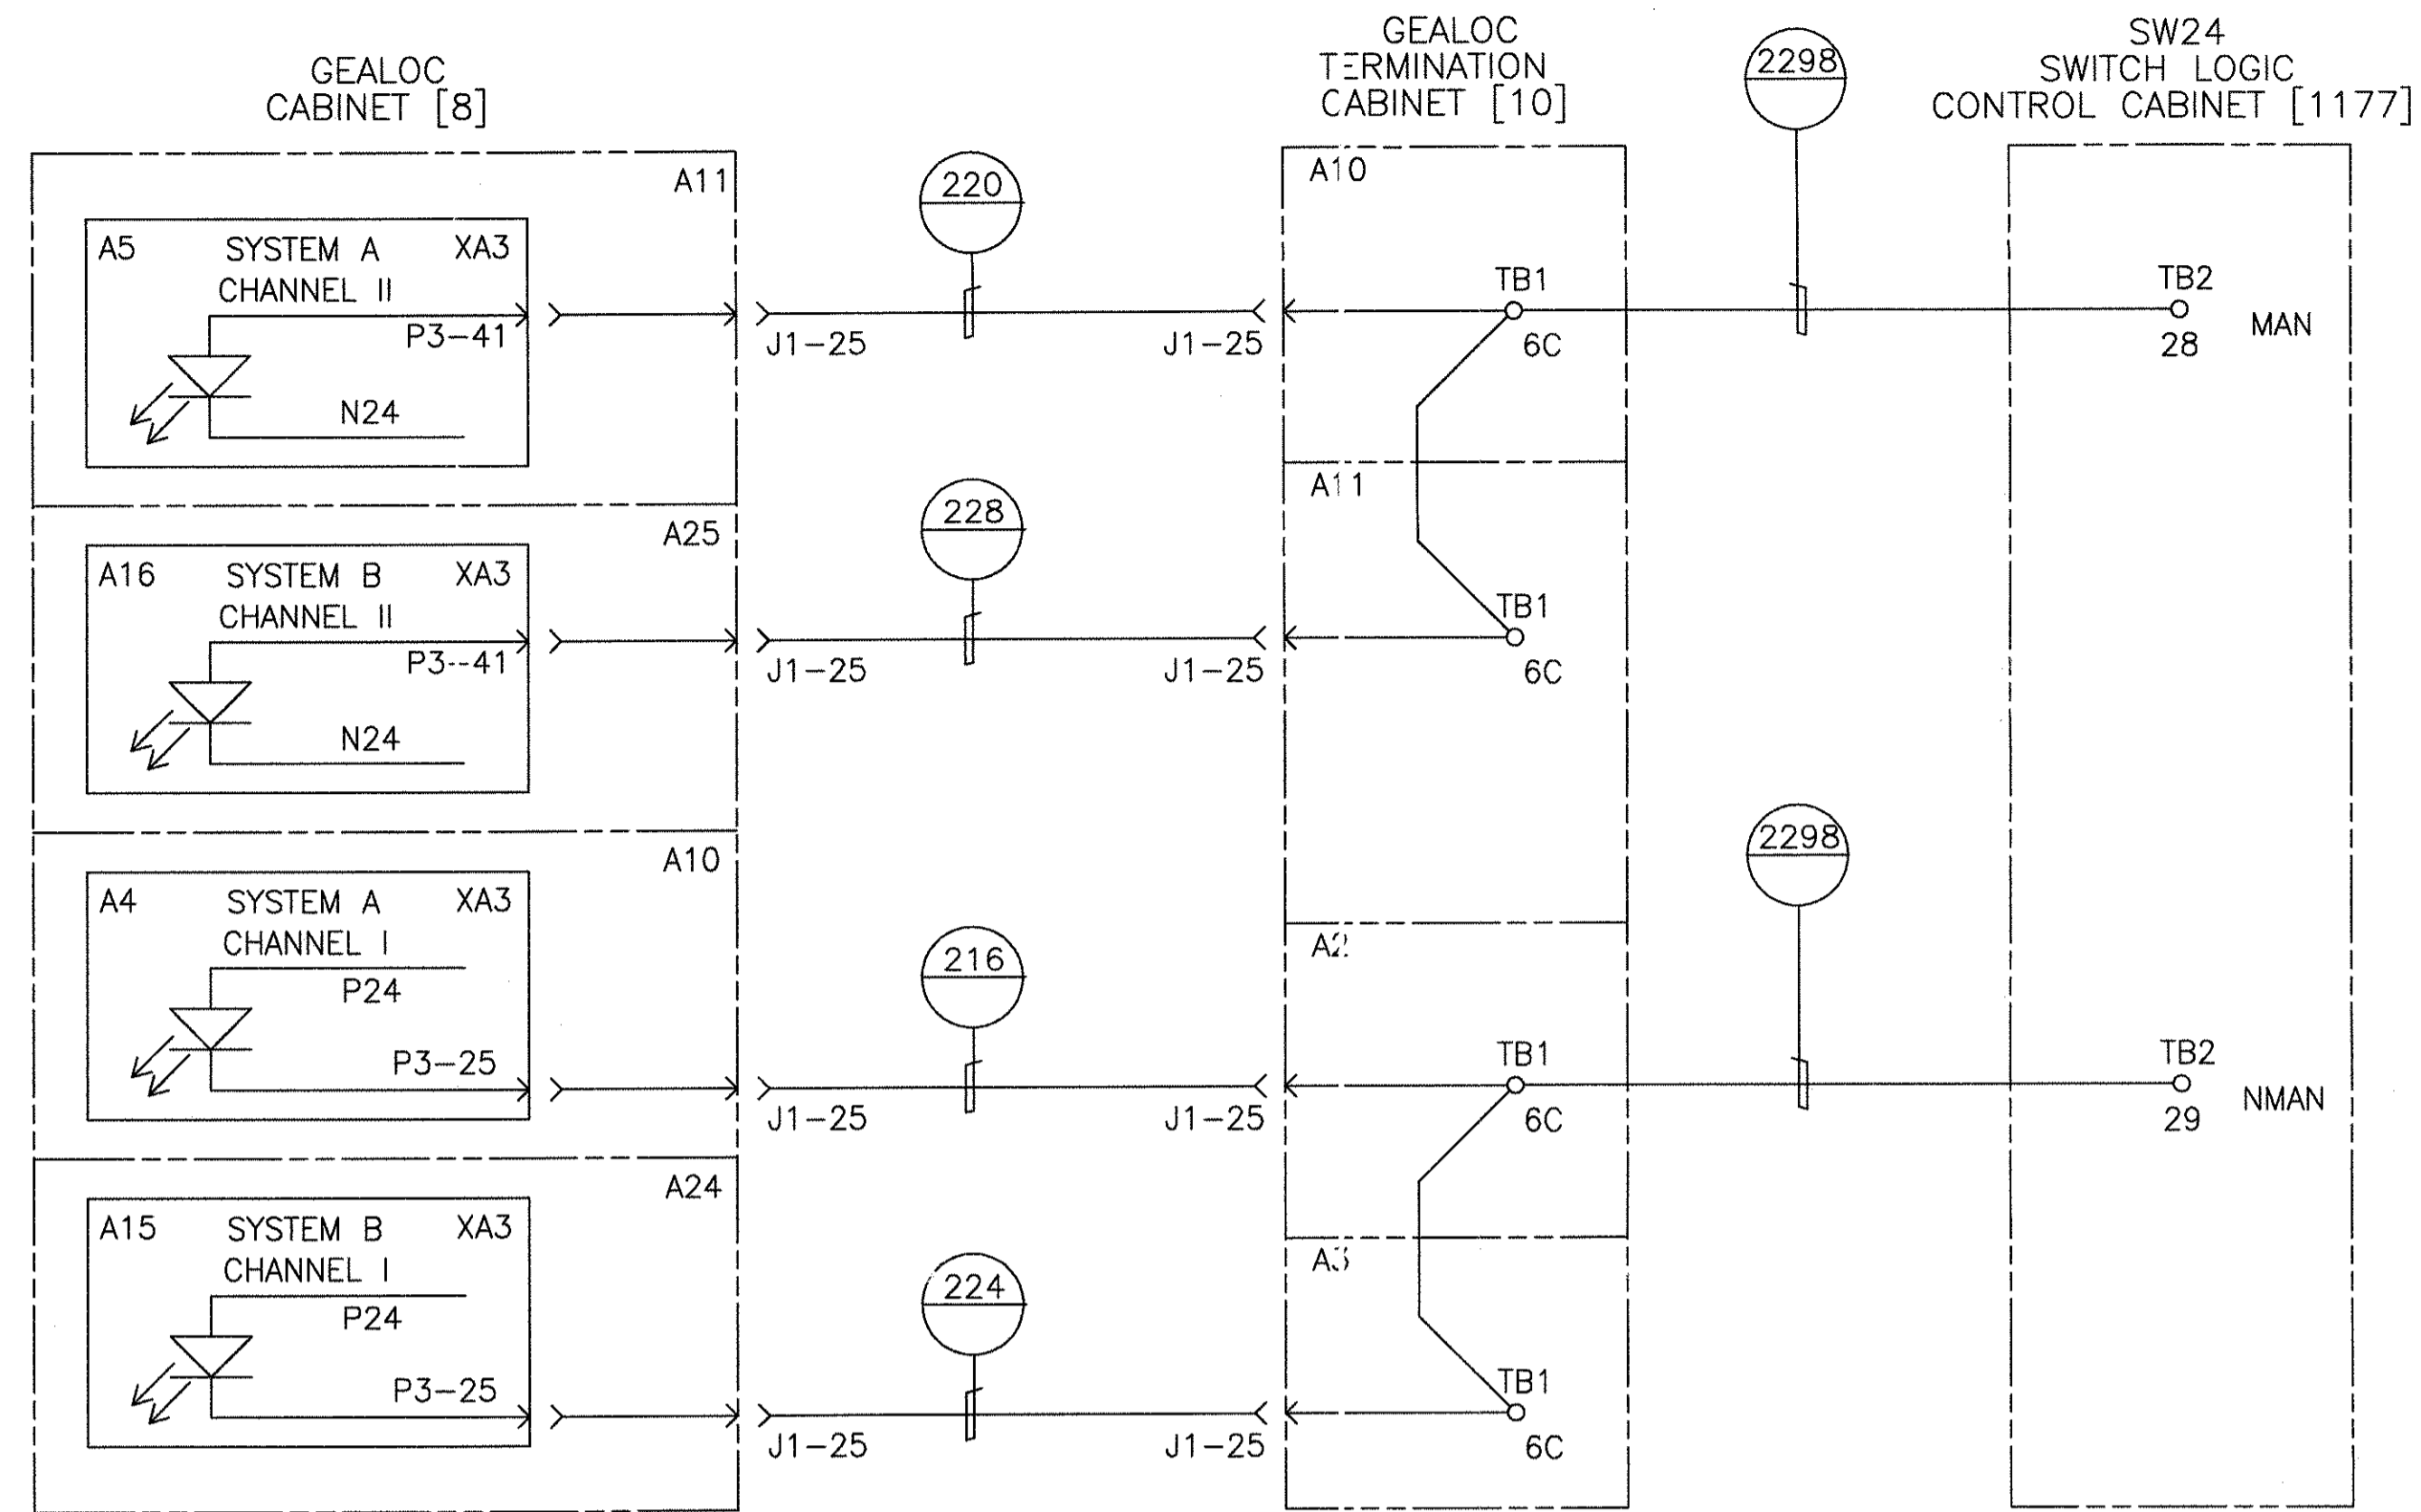 GEALOC
CABINET [8]
GEALOC
TERMINATION
CABINET [10]
2298
SW24
SWITCH LOGIC
CONTROL CABINET [1177]
A11
A5 SYSTEM A XA3
CHANNEL II
P3-41
N24
220
J1-25
J1-25
A10
TB1
6C
TB2
28
MAN
A25
A16 SYSTEM B XA3
CHANNEL II
P3--41
N24
228
J1-25
J1-25
A11
TB1
6C
A10
A4 SYSTEM A XA3
CHANNEL I
P24
P3-25
216
J1-25
J1-25
A2
TB1
6C
2298
TB2
29
NMAN
A24
A15 SYSTEM B XA3
CHANNEL I
P24
P3-25
224
J1-25
J1-25
A3
TB1
6C